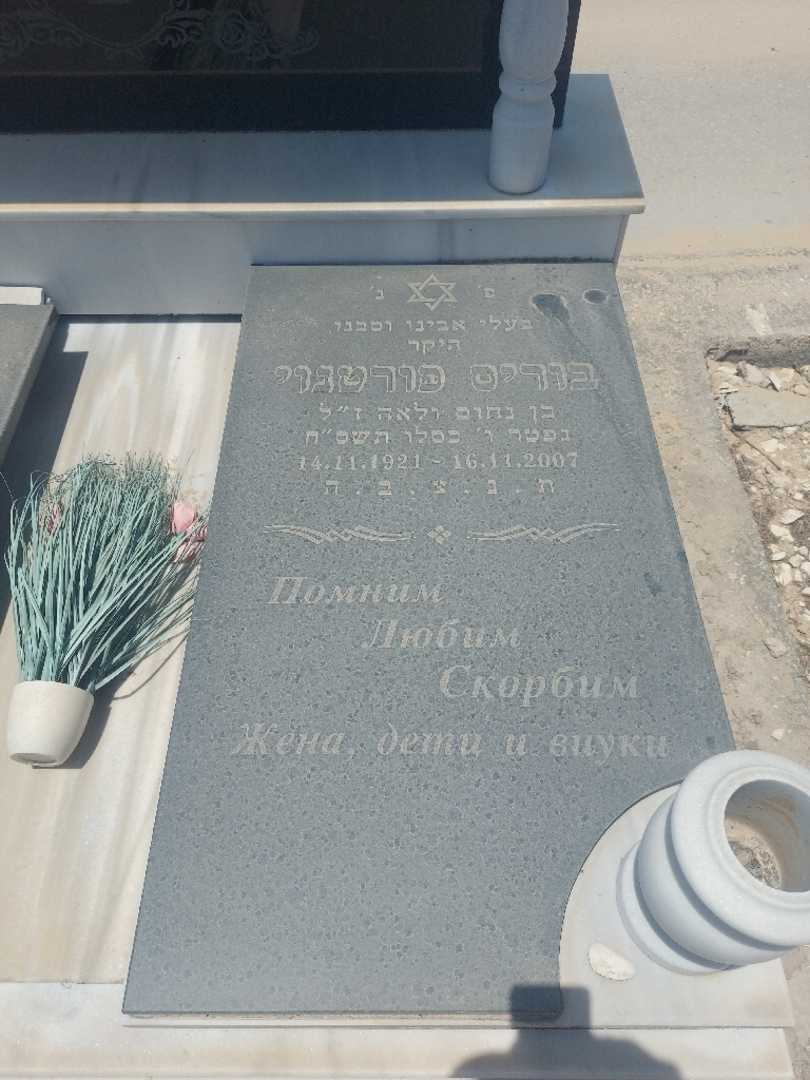 פ' נ'
בעלי אבינו וסבנו
היקר
בוריס פורטנוי
בן נחום ולאה ז"ל
נפטר ו' כסלו תשס"ח
14.11.1921 ~ 16.11.2007
ת . נ . צ . ב . ה
Помним
Любим
Скорбим
Жена, дети и внуки